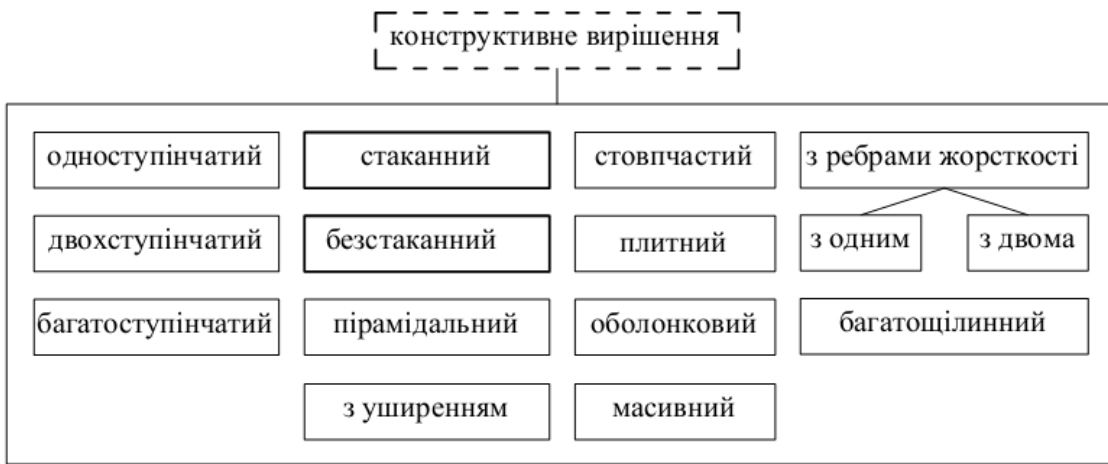 конструктивне вирішення
одноступінчатий
стаканний
стовпчастий
з ребрами жорсткості
двохступінчатий
безстаканний
плитний
з одним
з двома
багатоступінчатий
пірамідальний
оболонковий
багатощілинний
з уширенням
масивний